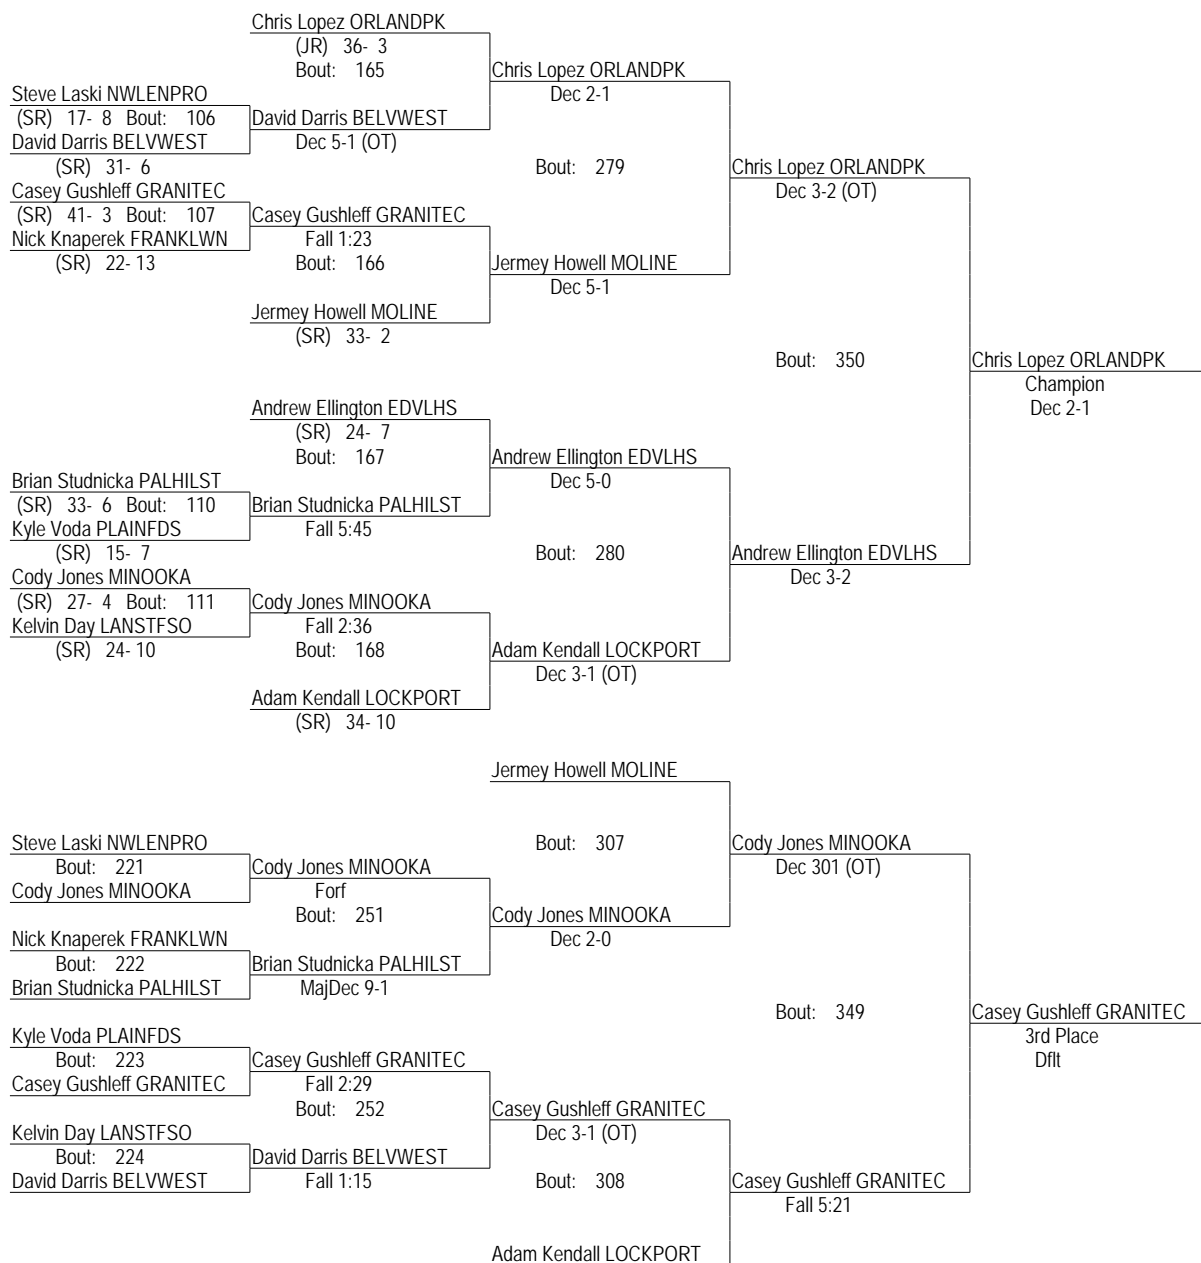 Chris Lopez ORLANDPK
(JR) 36- 3
Bout: 165
Chris Lopez ORLANDPK
Dec 2-1
Steve Laski NWLENPRO
(SR) 17- 8 Bout: 106
David Darris BELVWEST
David Darris BELVWEST
Dec 5-1 (OT)
(SR) 31- 6
Bout: 279
Chris Lopez ORLANDPK
Dec 3-2 (OT)
Casey Gushleff GRANITEC
(SR) 41- 3 Bout: 107
Casey Gushleff GRANITEC
Nick Knaperek FRANKLWN
Fall 1:23
(SR) 22- 13
Bout: 166
Jermey Howell MOLINE
Dec 5-1
Jermey Howell MOLINE
(SR) 33- 2
Bout: 350
Chris Lopez ORLANDPK
Champion
Dec 2-1
Andrew Ellington EDVLHS
(SR) 24- 7
Bout: 167
Andrew Ellington EDVLHS
Dec 5-0
Brian Studnicka PALHILST
(SR) 33- 6 Bout: 110
Brian Studnicka PALHILST
Kyle Voda PLAINFDS
Fall 5:45
(SR) 15- 7
Bout: 280
Andrew Ellington EDVLHS
Dec 3-2
Cody Jones MINOOKA
(SR) 27- 4 Bout: 111
Cody Jones MINOOKA
Kelvin Day LANSTFSO
Fall 2:36
(SR) 24- 10
Bout: 168
Adam Kendall LOCKPORT
Dec 3-1 (OT)
Adam Kendall LOCKPORT
(SR) 34- 10
Jermey Howell MOLINE
Steve Laski NWLENPRO
Bout: 307
Cody Jones MINOOKA
Dec 301 (OT)
Bout: 221
Cody Jones MINOOKA
Cody Jones MINOOKA
Forf
Bout: 251
Cody Jones MINOOKA
Dec 2-0
Nick Knaperek FRANKLWN
Bout: 222
Brian Studnicka PALHILST
Brian Studnicka PALHILST
MajDec 9-1
Bout: 349
Casey Gushleff GRANITEC
3rd Place
Dflt
Kyle Voda PLAINFDS
Bout: 223
Casey Gushleff GRANITEC
Casey Gushleff GRANITEC
Fall 2:29
Bout: 252
Casey Gushleff GRANITEC
Dec 3-1 (OT)
Kelvin Day LANSTFSO
Bout: 224
David Darris BELVWEST
David Darris BELVWEST
Fall 1:15
Bout: 308
Casey Gushleff GRANITEC
Fall 5:21
Adam Kendall LOCKPORT